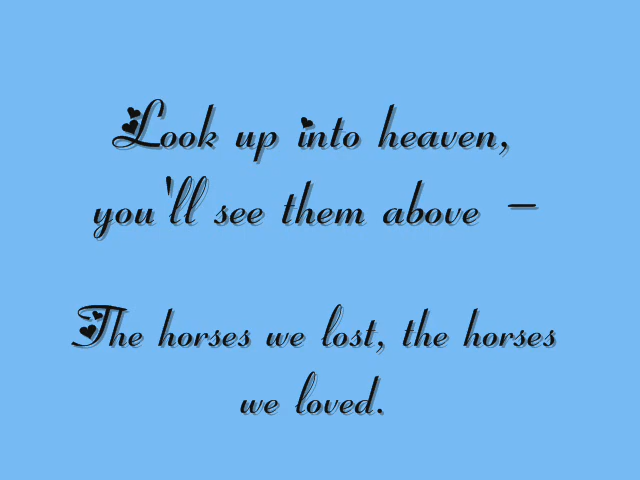 Look up into heaven,
you'll see them above –
The horses we lost, the horses
we loved.